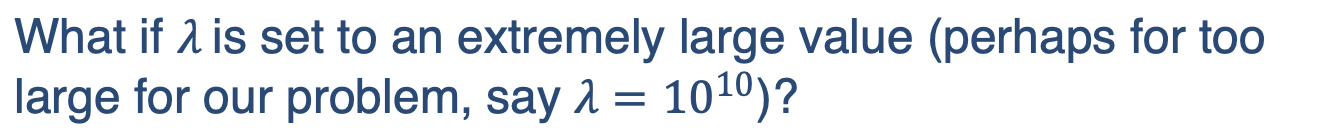 What if λ is set to an extremely large value (perhaps for too
large for our problem, say λ = 10¹⁰)?